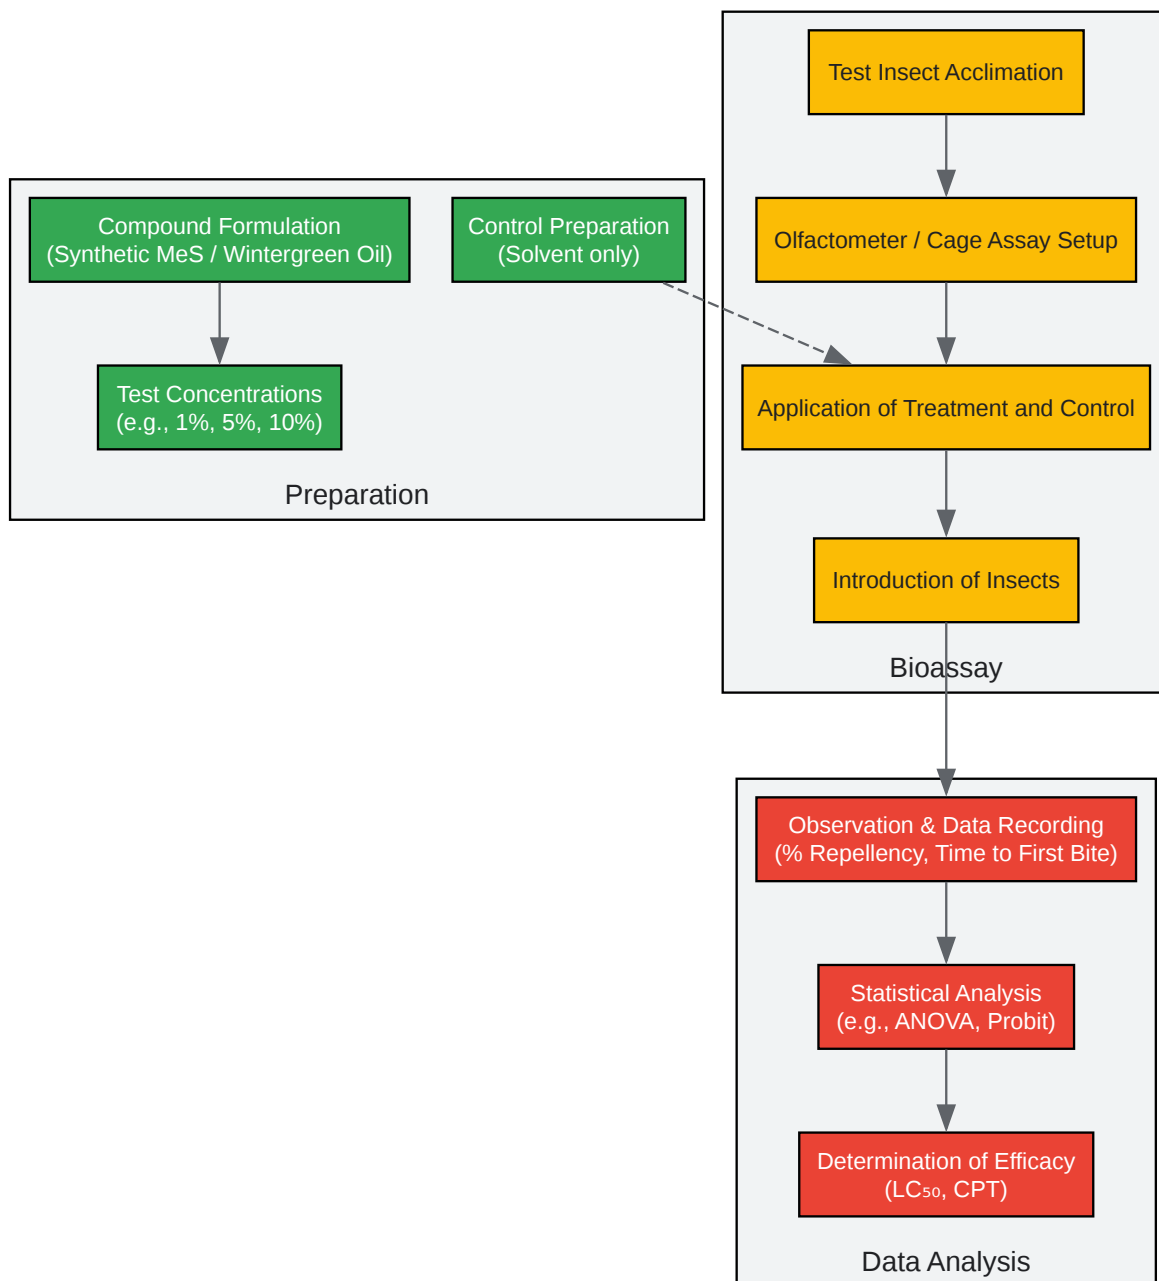 Compound Formulation
(Synthetic MeS / Wintergreen Oil)
Control Preparation
(Solvent only)
Test Concentrations
(e.g., 1%, 5%, 10%)
Preparation
Test Insect Acclimation
Olfactometer / Cage Assay Setup
Application of Treatment and Control
Introduction of Insects
Bioassay
Observation & Data Recording
(% Repellency, Time to First Bite)
Statistical Analysis
(e.g., ANOVA, Probit)
Determination of Efficacy
(LC₅₀, CPT)
Data Analysis